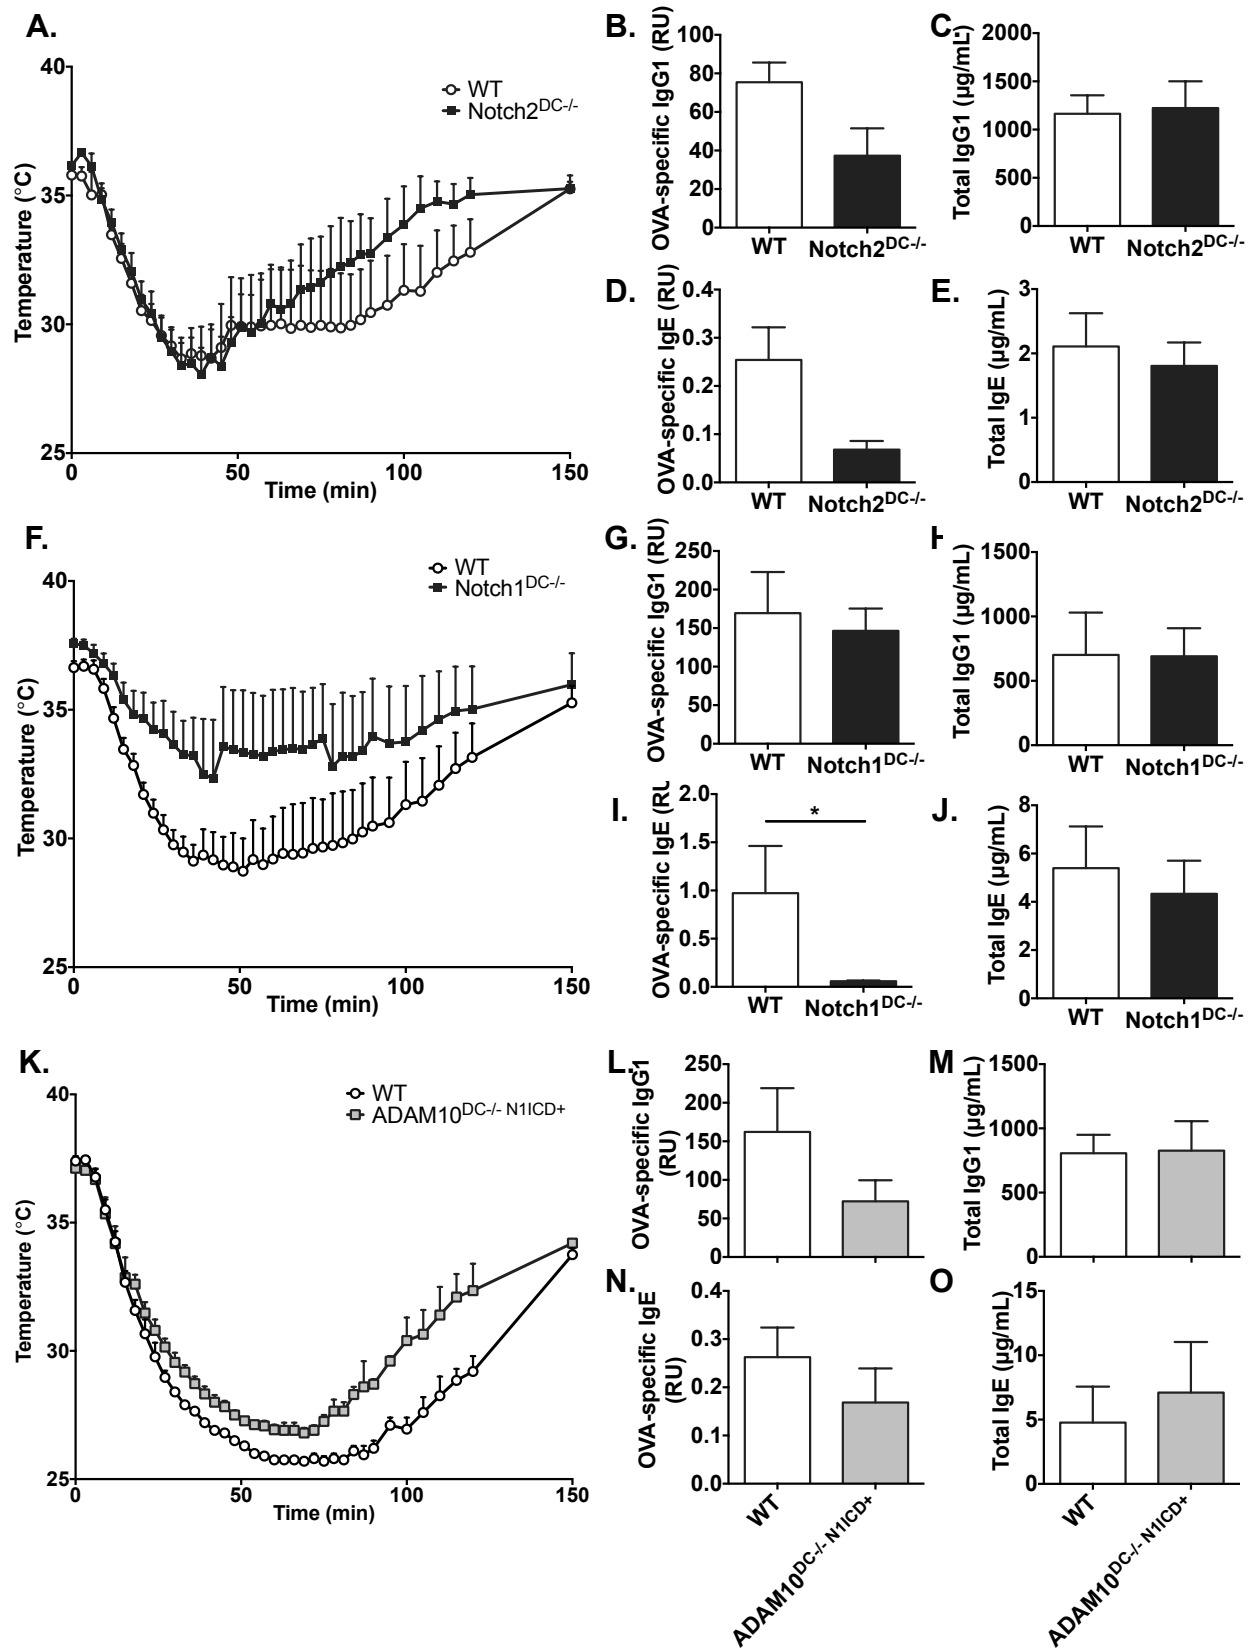 A.
WT
Notch2DC-/-
Temperature (°C)
40
35
30
25
0
50
100
150
Time (min)
B.
OVA-specific IgG1 (RU)
100
80
60
40
20
0
WT
Notch2DC-/-
C.
Total IgG1 (µg/mL)
2000
1500
1000
500
0
WT
Notch2DC-/-
D.
OVA-specific IgE (RU)
0.4
0.3
0.2
0.1
0.0
WT
Notch2DC-/-
E.
Total IgE (µg/mL)
3
2
1
0
WT
Notch2DC-/-
F.
WT
Notch1DC-/-
Temperature (°C)
40
35
30
25
0
50
100
150
Time (min)
G.
OVA-specific IgG1 (RU)
250
200
150
100
50
0
WT
Notch1DC-/-
Total IgG1 (µg/mL)
1500
1000
500
0
WT
Notch1DC-/-
I.
OVA-specific IgE
2.0
1.5
1.0
0.5
0.0
*
WT
Notch1DC-/-
J.
Total IgE (µg/mL)
8
6
4
2
0
WT
Notch1DC-/-
K.
WT
ADAM10DC-/- N1ICD+
Temperature (°C)
40
35
30
25
0
50
100
150
Time (min)
L.
OVA-specific IgG1
(RU)
250
200
150
100
50
0
M
Total IgG1 (µg/mL)
1500
1000
500
0
N.
OVA-specific IgE
(RU)
0.4
0.3
0.2
0.1
0.0
WT
ADAM10DC-/- N1ICD+
O
Total IgE (µg/mL)
15
10
5
0
WT
ADAM10DC-/- N1ICD+